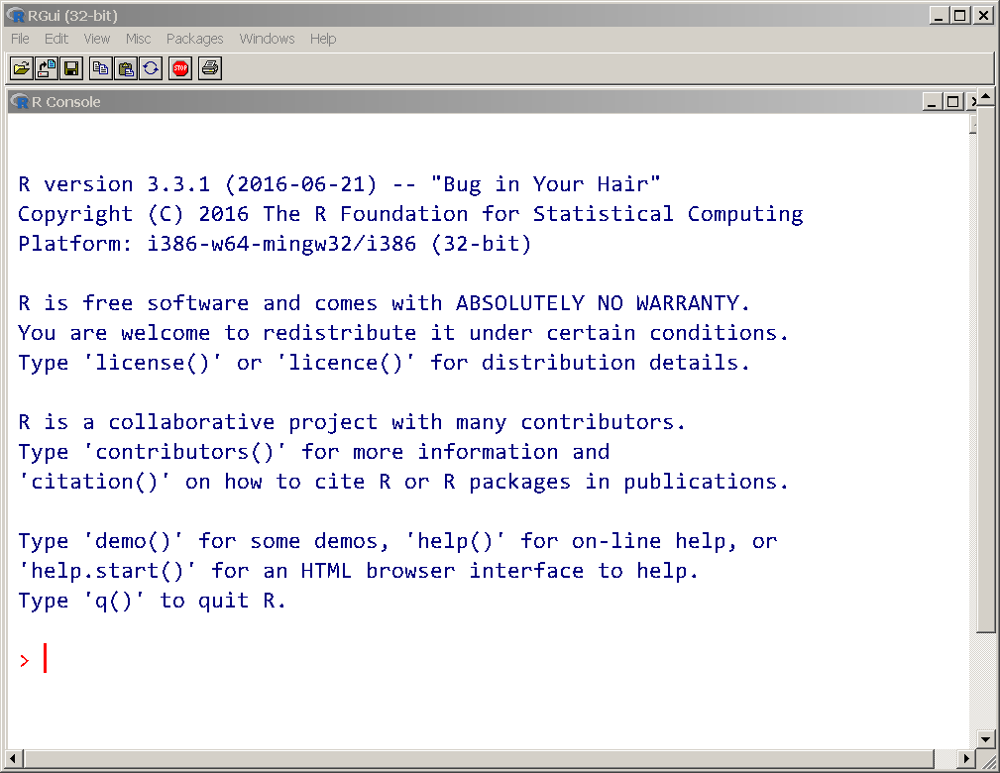 RGui (32-bit)
File Edit View Misc Packages Windows Help
STOP
R Console
R version 3.3.1 (2016-06-21) -- "Bug in Your Hair"
Copyright (C) 2016 The R Foundation for Statistical Computing
Platform: i386-w64-mingw32/i386 (32-bit)
R is free software and comes with ABSOLUTELY NO WARRANTY.
You are welcome to redistribute it under certain conditions.
Type 'license()' or 'licence()' for distribution details.
R is a collaborative project with many contributors.
Type 'contributors()' for more information and
'citation()' on how to cite R or R packages in publications.
Type 'demo()' for some demos, 'help()' for on-line help, or
'help.start()' for an HTML browser interface to help.
Type 'q()' to quit R.
>